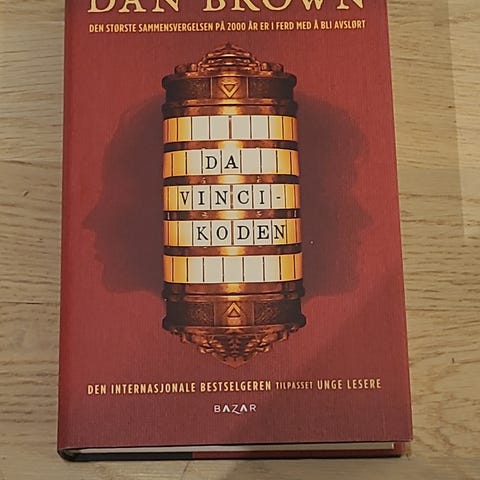 DAN BROWN
DEN STØRSTE SAMMENSVERGELSEN PÅ 2000 ÅR ER I FERD MED Å BLI AVSLØRT
DA
VINCI-
KODEN
DEN INTERNASJONALE BESTSELGEREN TILPASSET UNGE LESERE
BAZAR